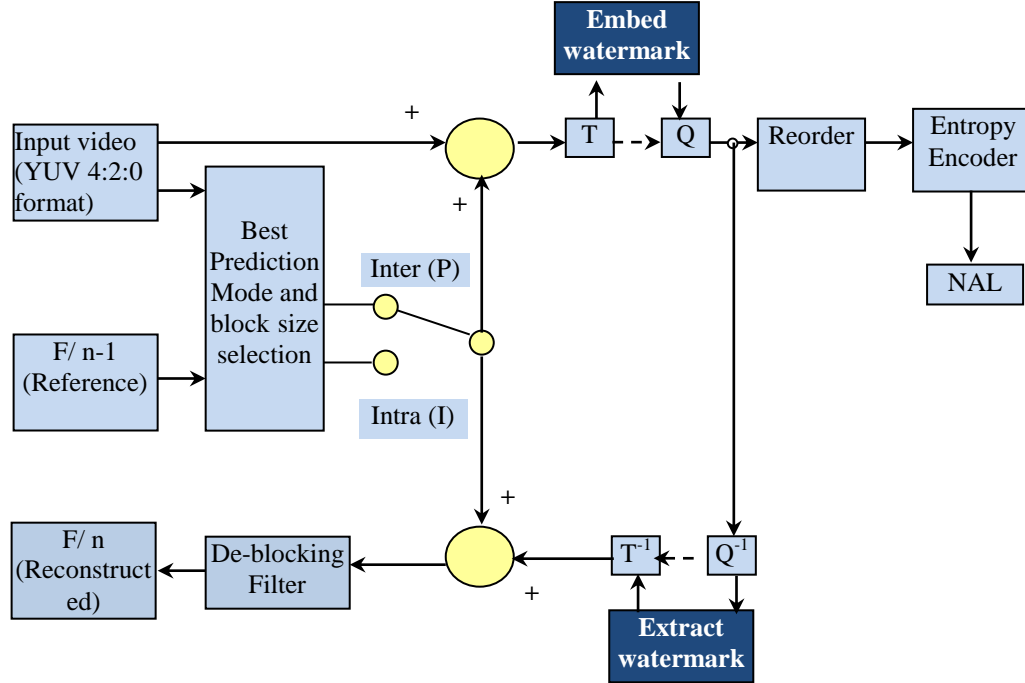 Embed
watermark
+
T
Q
Reorder
Entropy
Encoder
Input video
(YUV 4:2:0
format)
+
Best
Prediction
Mode and
block size
selection
Inter (P)
NAL
F/ n-1
(Reference)
Intra (I)
+
F/ n
(Reconstruct
ed)
De-blocking
Filter
+
T-1
Q-1
Extract
watermark